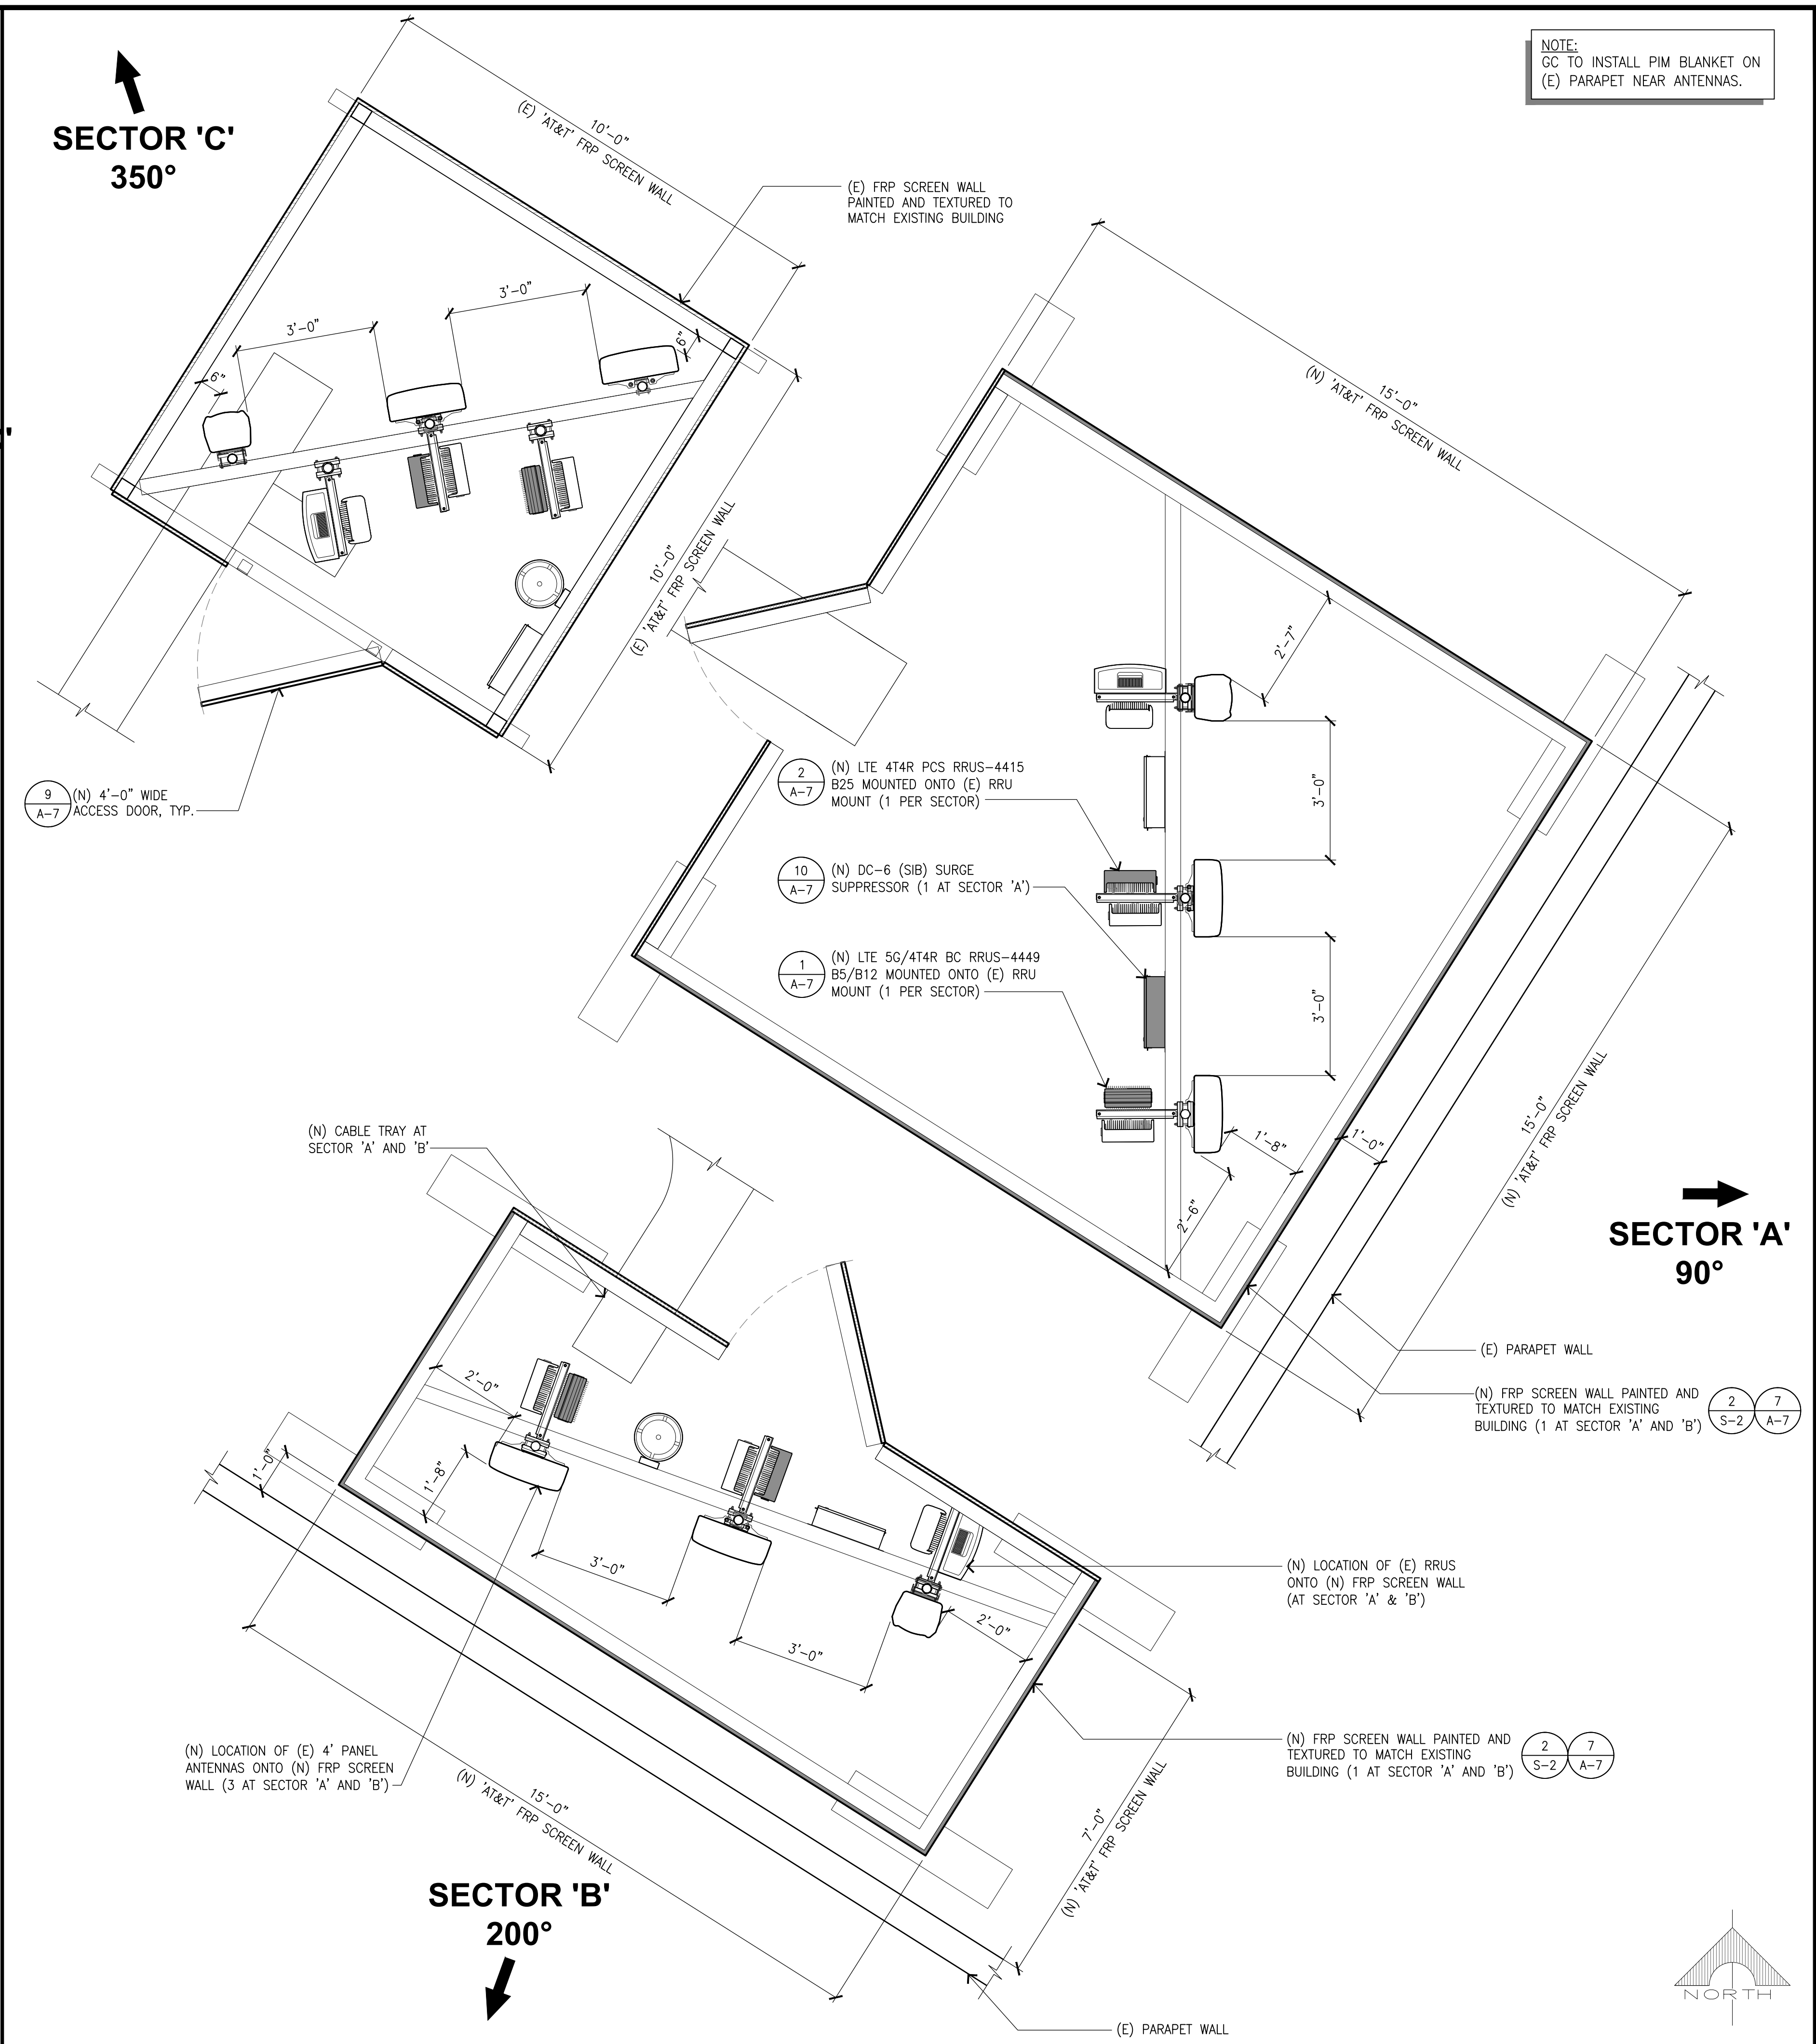 NOTE:
GC TO INSTALL PIM BLANKET ON
(E) PARAPET NEAR ANTENNAS.
SECTOR 'C'
350°
10'-0"
(E) 'AT&T' FRP SCREEN WALL
(E) FRP SCREEN WALL
PAINTED AND TEXTURED TO
MATCH EXISTING BUILDING
3'-0"
3'-0"
6"
6"
10'-0"
(E) 'AT&T' FRP SCREEN WALL
9
A-7
(N) 4'-0" WIDE
ACCESS DOOR, TYP.
15'-0"
(N) 'AT&T' FRP SCREEN WALL
2'-7"
3'-0"
3'-0"
2
A-7
(N) LTE 4T4R PCS RRUS-4415
B25 MOUNTED ONTO (E) RRU
MOUNT (1 PER SECTOR)
10
A-7
(N) DC-6 (SIB) SURGE
SUPPRESSOR (1 AT SECTOR 'A')
1
A-7
(N) LTE 5G/4T4R BC RRUS-4449
B5/B12 MOUNTED ONTO (E) RRU
MOUNT (1 PER SECTOR)
1'-8"
1'-0"
2'-6"
15'-0"
(N) 'AT&T' FRP SCREEN WALL
SECTOR 'A'
90°
(E) PARAPET WALL
(N) FRP SCREEN WALL PAINTED AND
TEXTURED TO MATCH EXISTING
BUILDING (1 AT SECTOR 'A' AND 'B')
2
S-2
7
A-7
(N) CABLE TRAY AT
SECTOR 'A' AND 'B'
2'-0"
1'-0"
1'-8"
3'-0"
3'-0"
2'-0"
(N) LOCATION OF (E) RRUS
ONTO (N) FRP SCREEN WALL
(AT SECTOR 'A' & 'B')
(N) FRP SCREEN WALL PAINTED AND
TEXTURED TO MATCH EXISTING
BUILDING (1 AT SECTOR 'A' AND 'B')
2
S-2
7
A-7
(N) LOCATION OF (E) 4' PANEL
ANTENNAS ONTO (N) FRP SCREEN
WALL (3 AT SECTOR 'A' AND 'B')
15'-0"
(N) 'AT&T' FRP SCREEN WALL
7'-0"
(N) 'AT&T' FRP SCREEN WALL
SECTOR 'B'
200°
(E) PARAPET WALL
NORTH